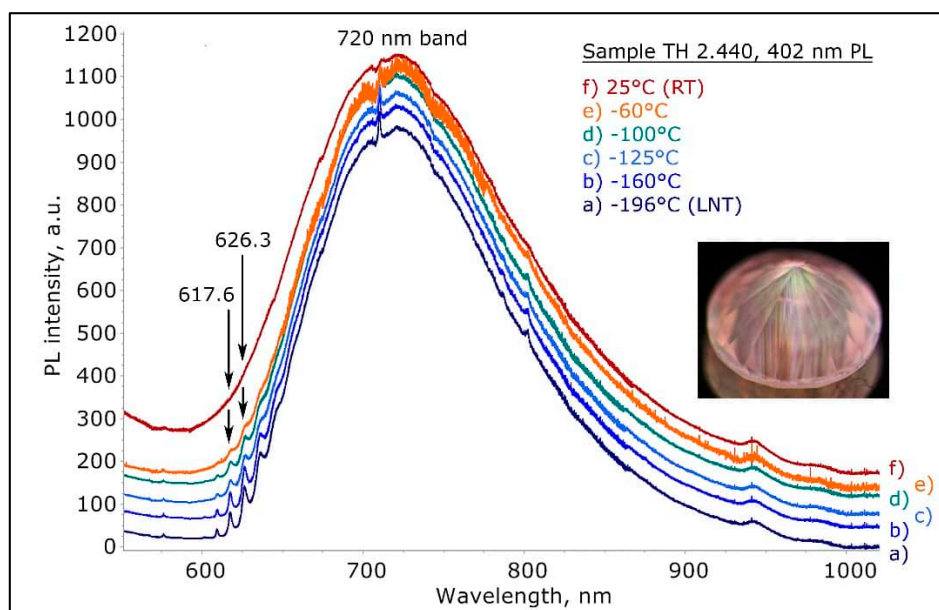 1200
1100
1000
900
800
700
600
500
400
300
200
100
0
PL intensity, a.u.
720 nm band
626.3
617.6
Sample TH 2.440, 402 nm PL
f) 25°C (RT)
e) -60°C
d) -100°C
c) -125°C
b) -160°C
a) -196°C (LNT)
f)
e)
d)
c)
b)
a)
600 700 800 900 1000
Wavelength, nm